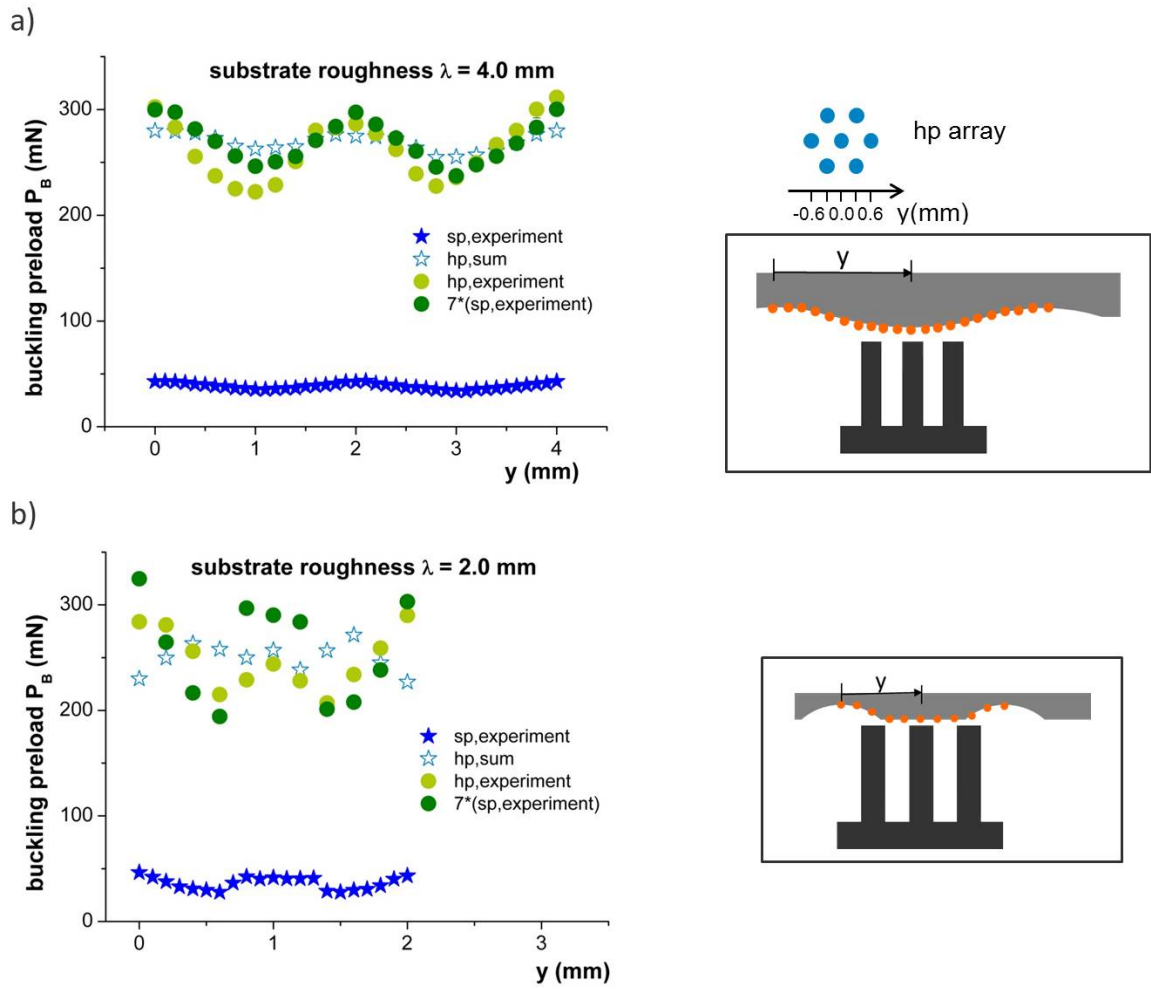 a)
substrate roughness λ = 4.0 mm
buckling preload P_B (mN)
300
200
100
0
sp,experiment
hp,sum
hp,experiment
7*(sp,experiment)
0 1 2 3 4
y (mm)
hp array
-0.6 0.0 0.6
y(mm)
y
b)
substrate roughness λ = 2.0 mm
buckling preload P_B (mN)
300
200
100
0
sp,experiment
hp,sum
hp,experiment
7*(sp,experiment)
0 1 2 3
y (mm)
y